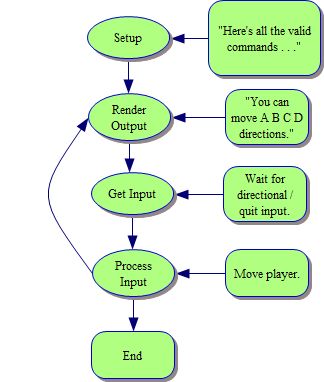 Setup
"Here's all the valid
commands . . ."
Render
Output
"You can
move A B C D
directions."
Get Input
Wait for
directional /
quit input.
Process
Input
Move player.
End